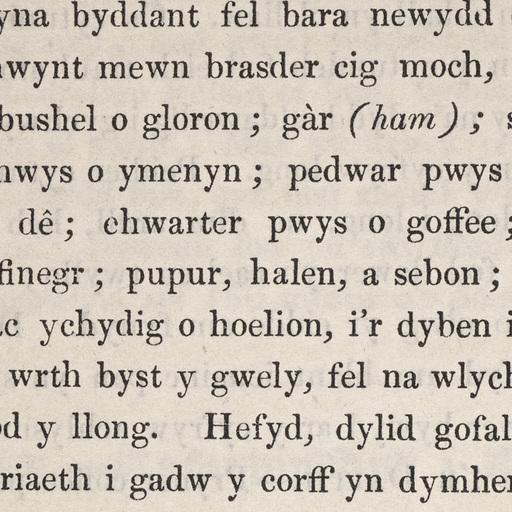 yna byddant fel bara newydd
wynt mewn brasder cig moch,
bushel o gloron ; gàr (ham) ;
wys o ymenyn ; pedwar pwys
dê ; chwarter pwys o goffee ;
finegr ; pupur, halen, a sebon ;
ac ychydig o hoelion, i'r dyben i
wrth byst y gwely, fel na wlych
od y llong. Hefyd, dylid gofal
riaeth i gadw y corff yn dymher